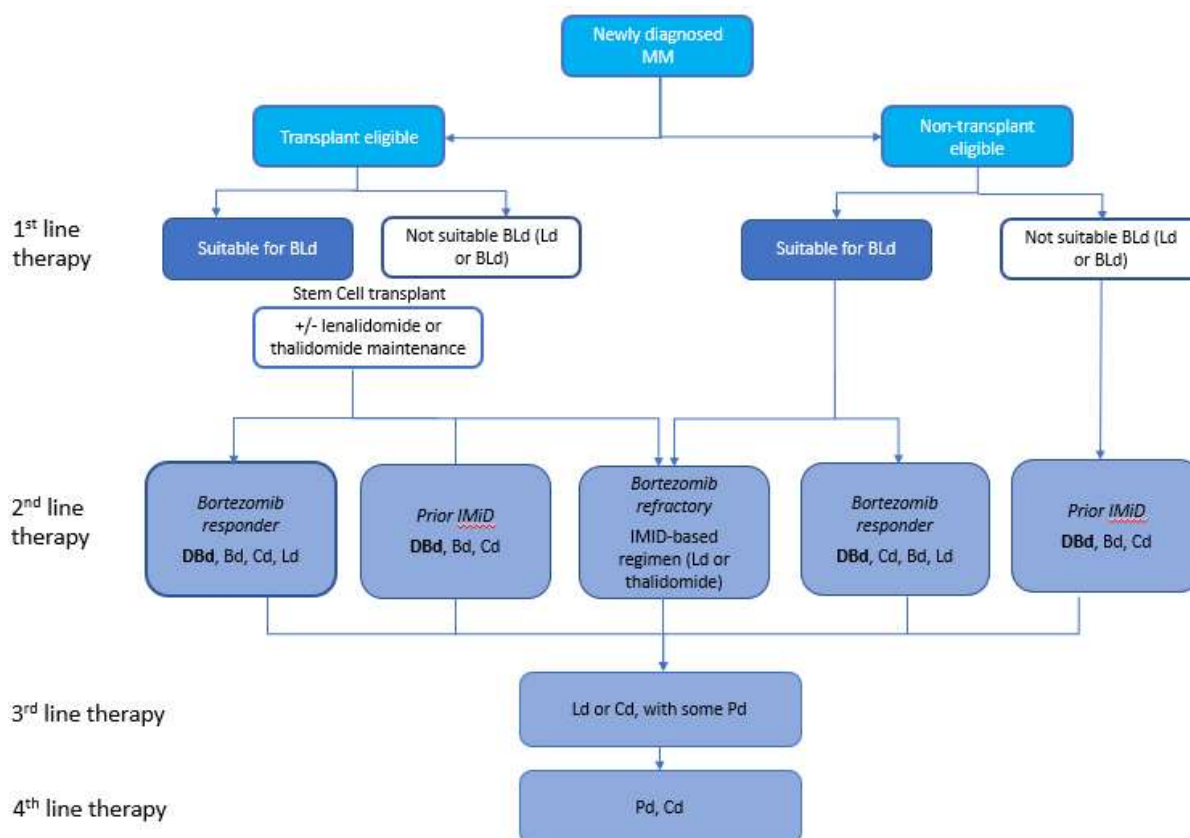 Newly diagnosed
MM
Transplant eligible
Non-transplant
eligible
1st line
therapy
Suitable for BLd
Not suitable BLd (Ld
or BLd)
Suitable for BLd
Not suitable BLd (Ld
or BLd)
Stem Cell transplant
+/- lenalidomide or
thalidomide maintenance
2nd line
therapy
Bortezomib
responder
DBd, Bd, Cd, Ld
Prior IMiD
DBd, Bd, Cd
Bortezomib
refractory
IMID-based
regimen (Ld or
thalidomide)
Bortezomib
responder
DBd, Cd, Bd, Ld
Prior IMiD
DBd, Bd, Cd
3rd line therapy
Ld or Cd, with some Pd
4th line therapy
Pd, Cd